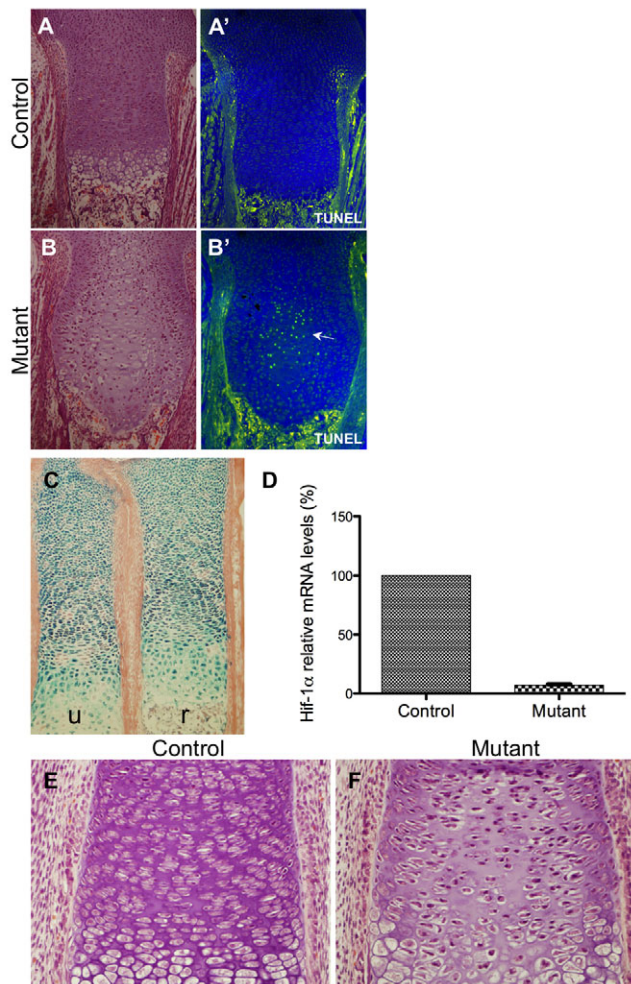 A
A'
Control
TUNEL
B
B'
Mutant
TUNEL
C
D
Hif-1α relative mRNA levels (%)
150
100
50
0
Control
Mutant
u
r
Control
Mutant
E
F